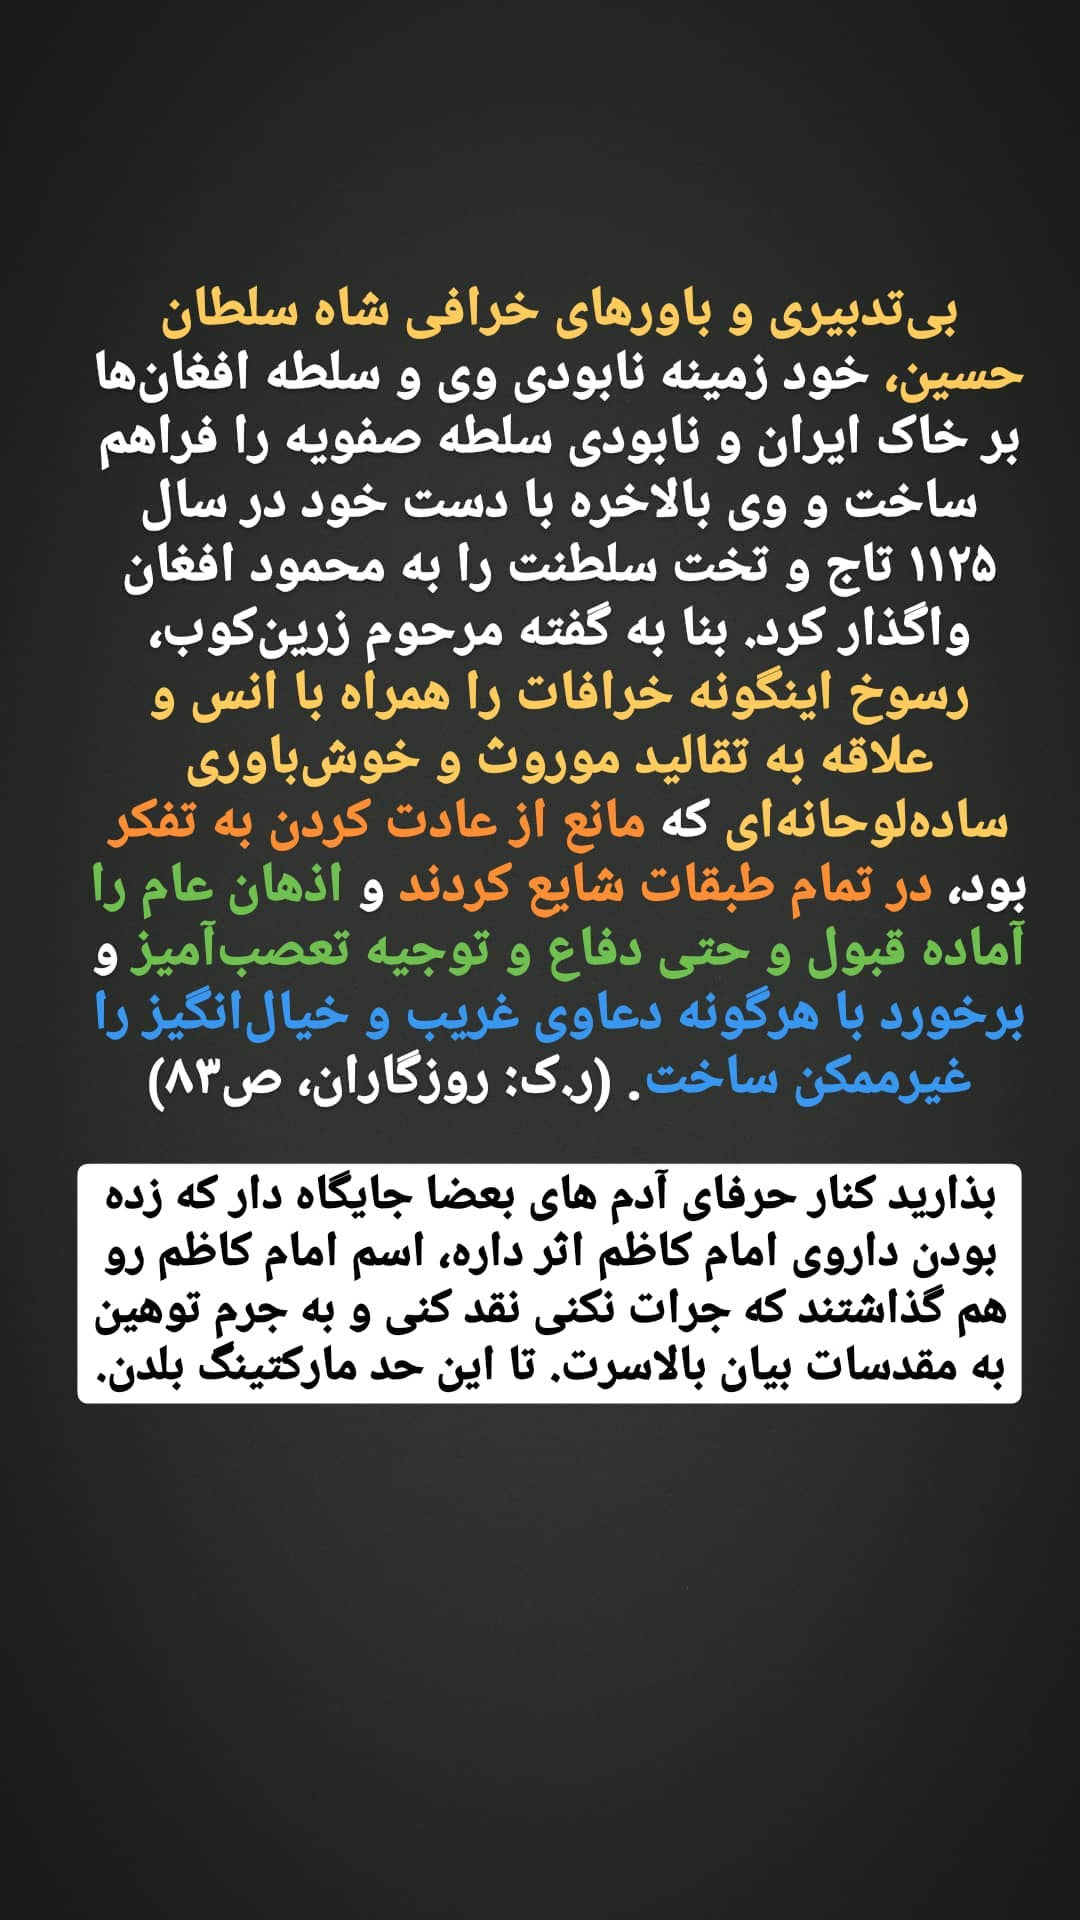 بی‌تدبیری و باورهای خرافی شاه سلطان
حسین، خود زمینه نابودی وی و سلطه افغان‌ها
بر خاک ایران و نابودی سلطه صفویه را فراهم
ساخت و وی بالاخره با دست خود در سال
۱۱۲۵ تاج و تخت سلطنت را به محمود افغان
واگذار کرد. بنا به گفته مرحوم زرین‌کوب،
رسوخ اینگونه خرافات را همراه با انس و
علاقه به تقالید موروث و خوش‌باوری
ساده‌لوحانه‌ای که مانع از عادت کردن به تفکر
بود، در تمام طبقات شایع کردند و اذهان عام را
آماده قبول و حتی دفاع و توجیه تعصب‌آمیز و
برخورد با هرگونه دعاوی غریب و خیال‌انگیز را
غیرممکن ساخت. (ر.ک: روزگاران، ص۸۳)
بذارید کنار حرفای آدم های بعضا جایگاه دار که زده
بودن داروی امام کاظم اثر داره، اسم امام کاظم رو
هم گذاشتند که جرات نکنی نقد کنی و به جرم توهین
به مقدسات بیان بالاسرت. تا این حد مارکتینگ بلدن.